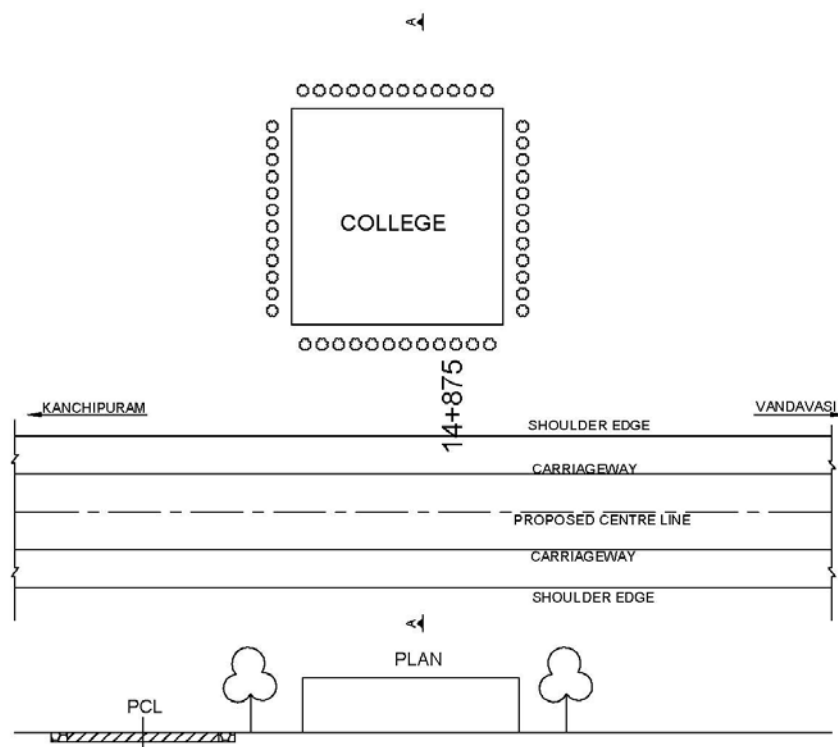 A
COLLEGE
14+875
KANCHIPURAM
VANDAVASI
SHOULDER EDGE
CARRIAGEWAY
PROPOSED CENTRE LINE
CARRIAGEWAY
SHOULDER EDGE
A
PLAN
PCL